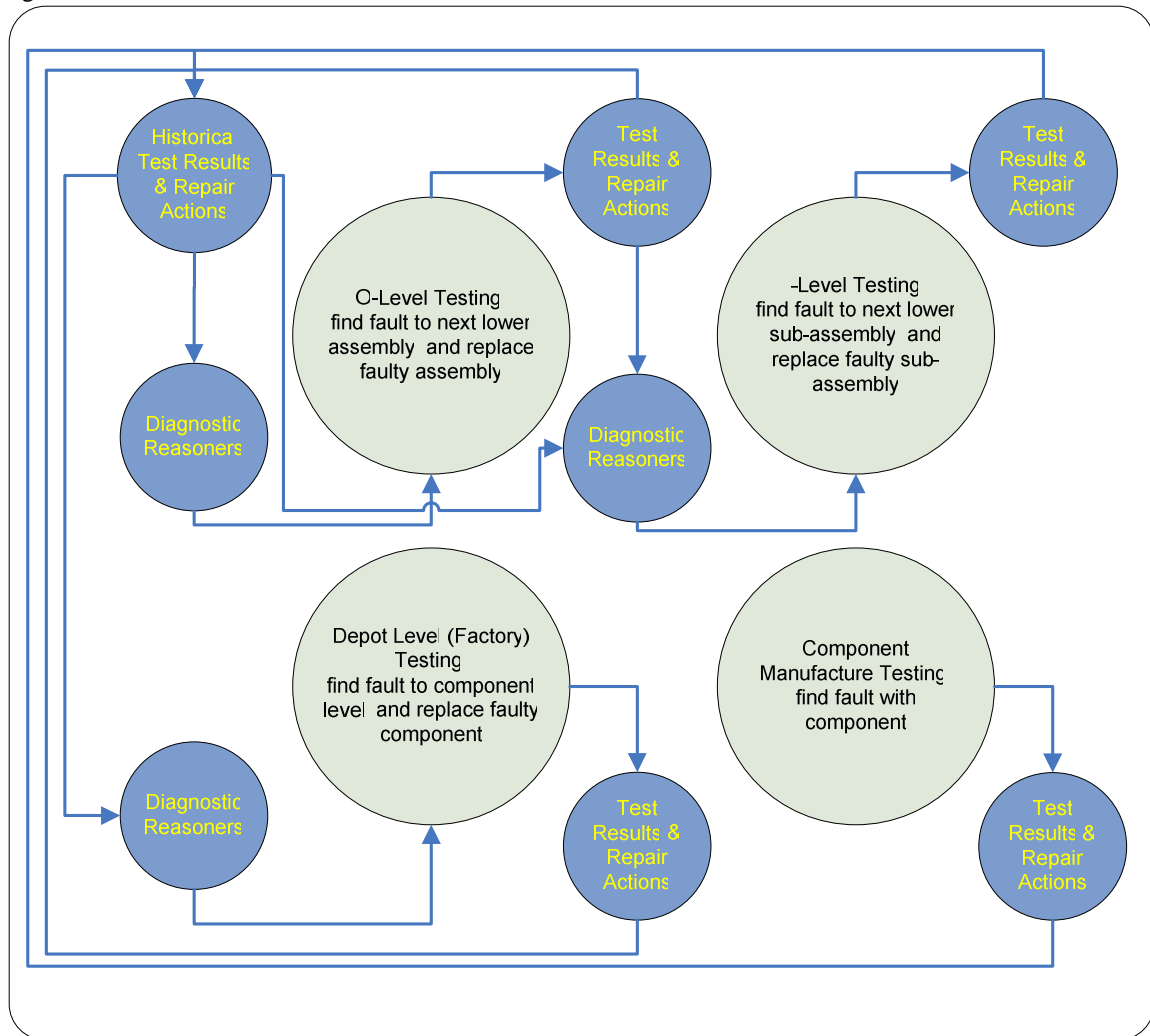 Historical
Test Results
& Repair
Actions
Test
Results &
Repair
Actions
Test
Results &
Repair
Actions
O-Level Testing
find fault to next lower
assembly and replace
faulty assembly
-Level Testing
find fault to next lower
sub-assembly and
replace faulty sub-
assembly
Diagnostic
Reasoners
Diagnostic
Reasoners
Depot Level (Factory)
Testing
find fault to component
level and replace faulty
component
Component
Manufacture Testing
find fault with
component
Diagnostic
Reasoners
Test
Results &
Repair
Actions
Test
Results &
Repair
Actions